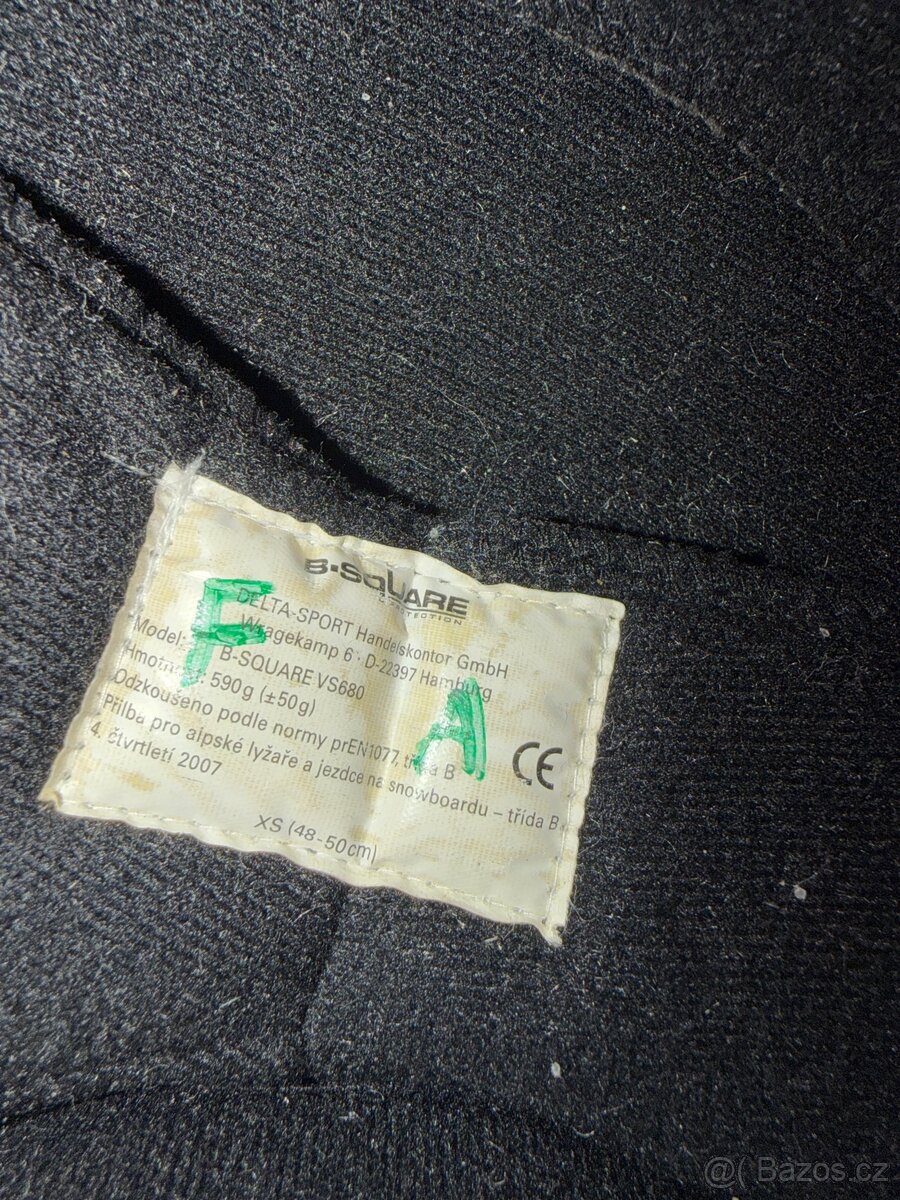 B·SQUARE
PROTECTION
DELTA-SPORT Handelskontor GmbH
Wragekamp 6 · D-22397 Hamburg
Model: B-SQUARE VS680
Hmotnost: 590g (±50g)
Odzkoušeno podle normy prEN1077, třída B
Přilba pro alpské lyžaře a jezdce na snowboardu – třída B
4. čtvrtletí 2007
XS (48-50cm)
CE
F
A
@( Bazos.cz